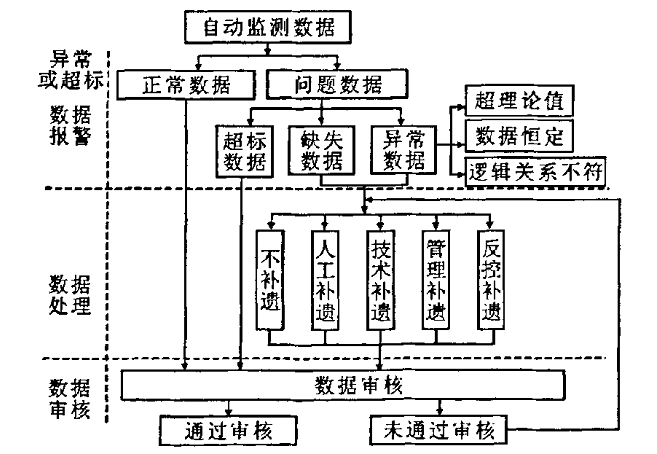 自动监测数据
异常
或超标
数据
报警
正常数据
问题数据
超标
数据
缺失
数据
异常
数据
超理论值
数据恒定
逻辑关系不符
数据
处理
不补遗
人工补遗
技术补遗
管理补遗
反控补遗
数据
审核
数据审核
通过审核
未通过审核